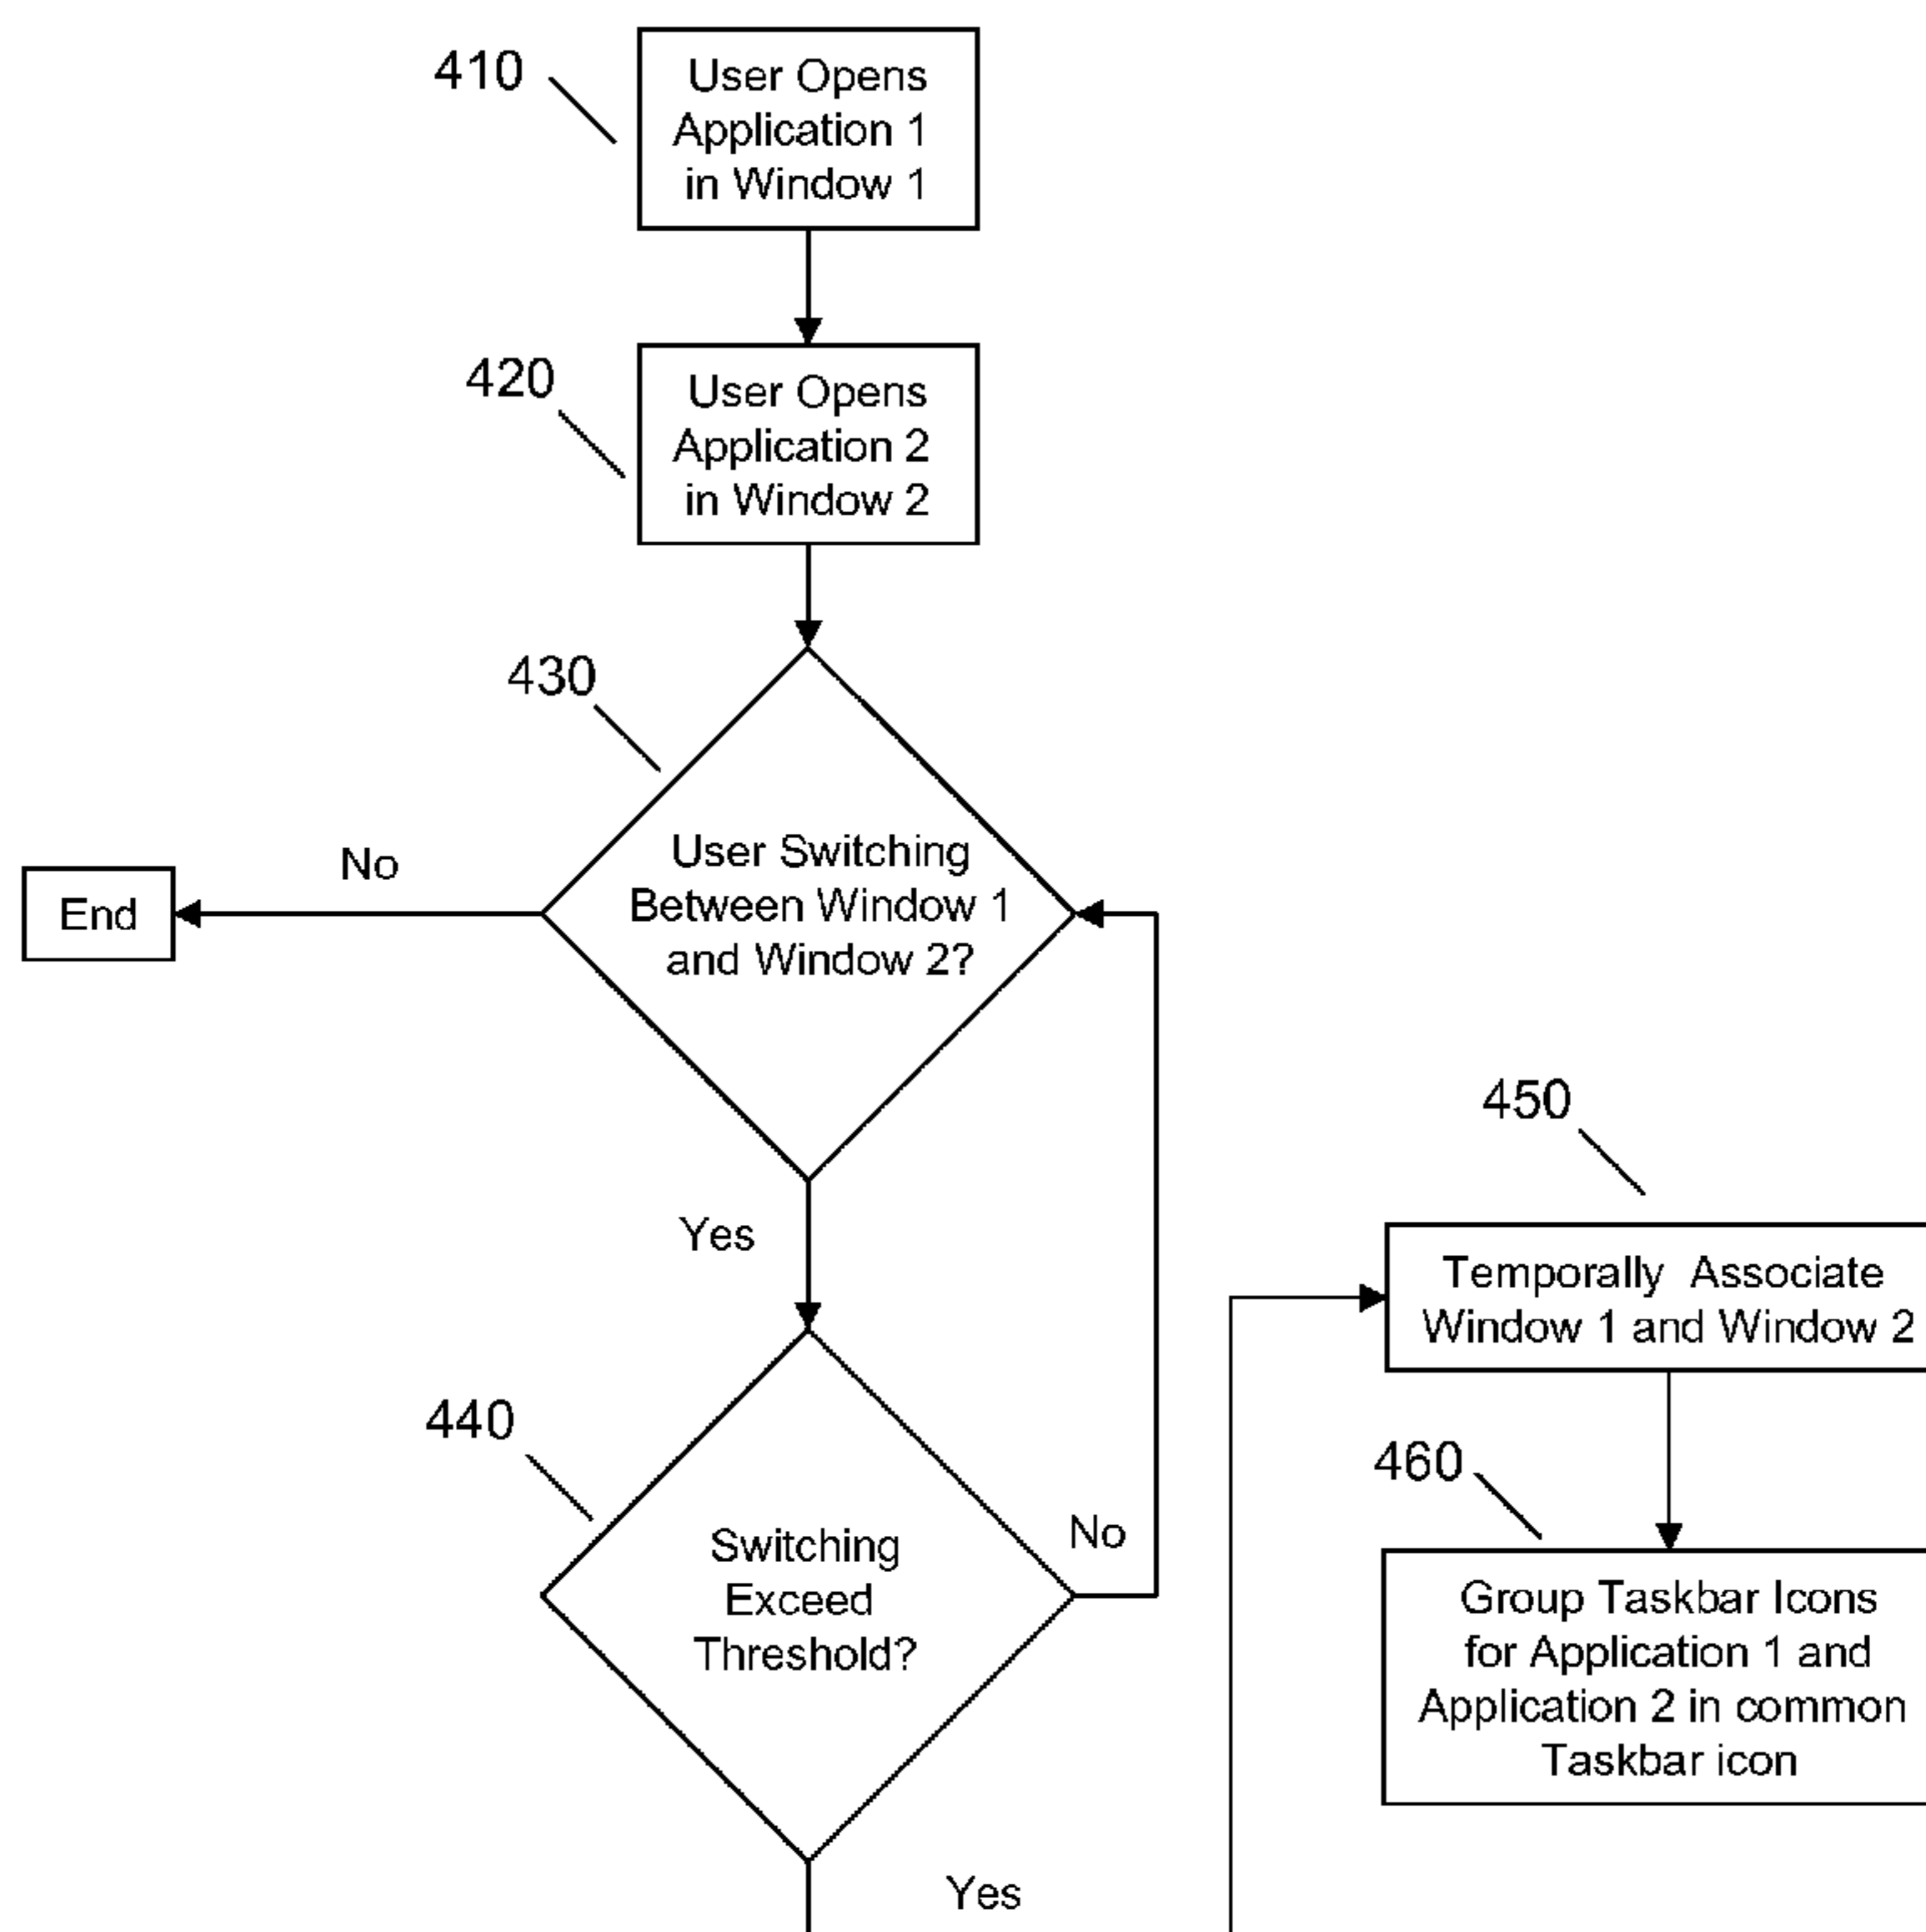 410
User Opens
Application 1
in Window 1
420
User Opens
Application 2
in Window 2
430
User Switching
Between Window 1
and Window 2?
No
End
Yes
440
Switching
Exceed
Threshold?
No
Yes
450
Temporally Associate
Window 1 and Window 2
460
Group Taskbar Icons
for Application 1 and
Application 2 in common
Taskbar icon